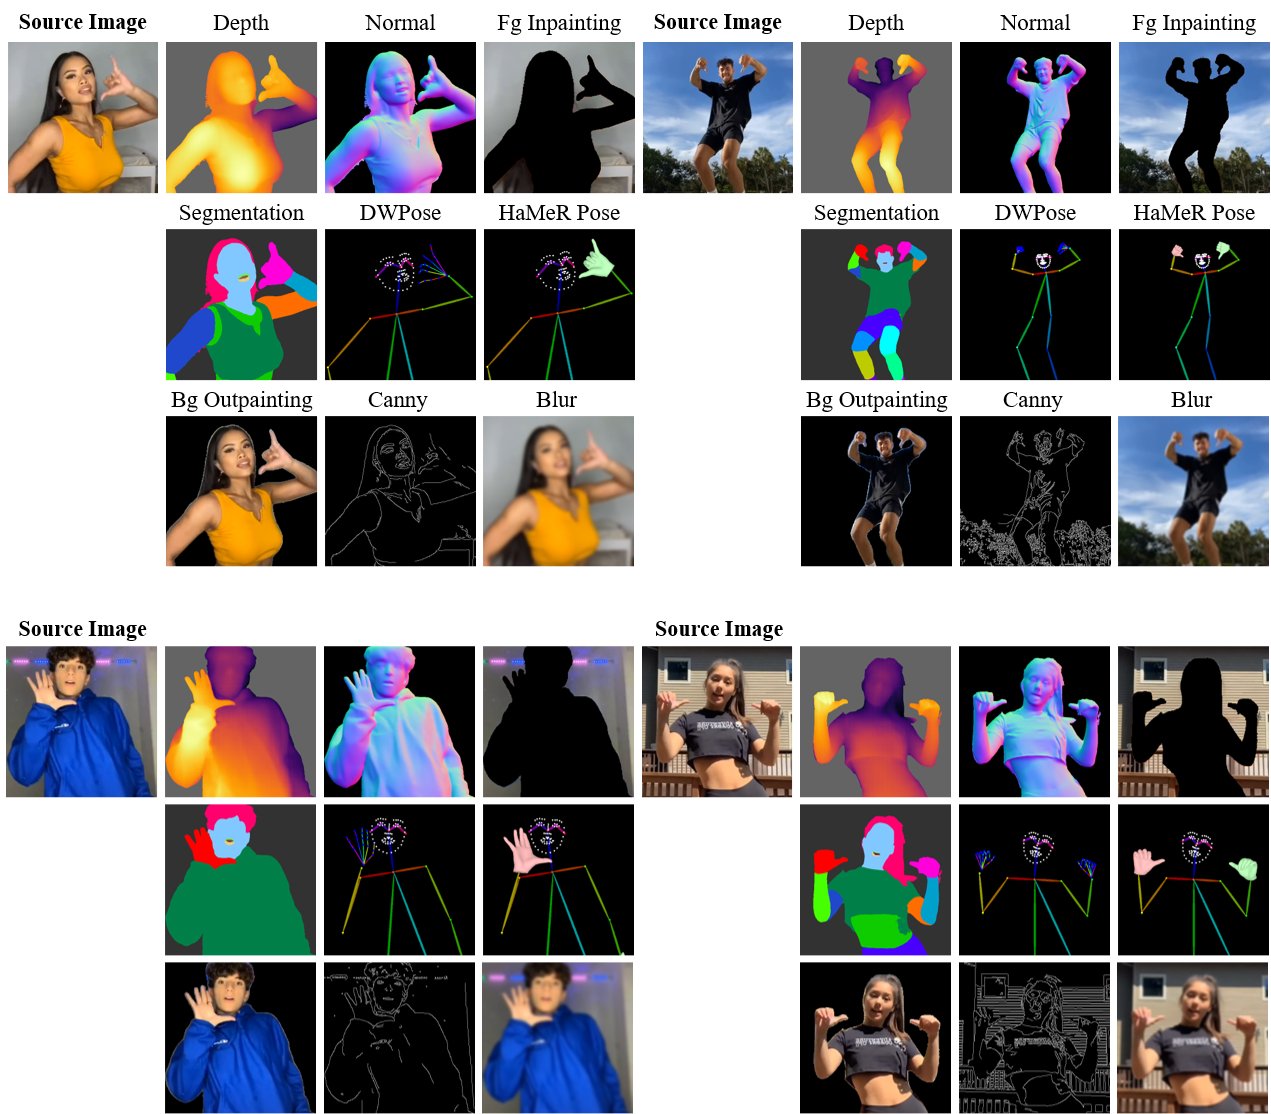 Source Image Depth Normal Fg Inpainting Source Image Depth Normal Fg Inpainting
Segmentation DWPose HaMeR Pose Segmentation DWPose HaMeR Pose
Bg Outpainting Canny Blur Bg Outpainting Canny Blur
Source Image Source Image